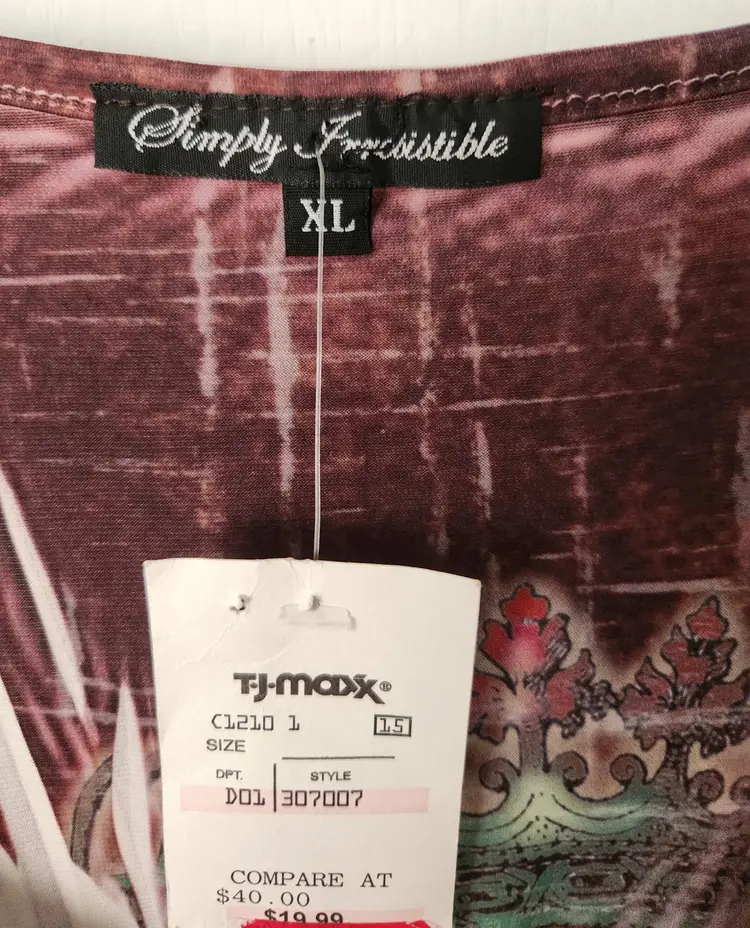 Simply Irresistible
XL
T·J·maxx®
C1210 1 15
SIZE
DPT. STYLE
D01 307007
COMPARE AT
$40.00
$19.99